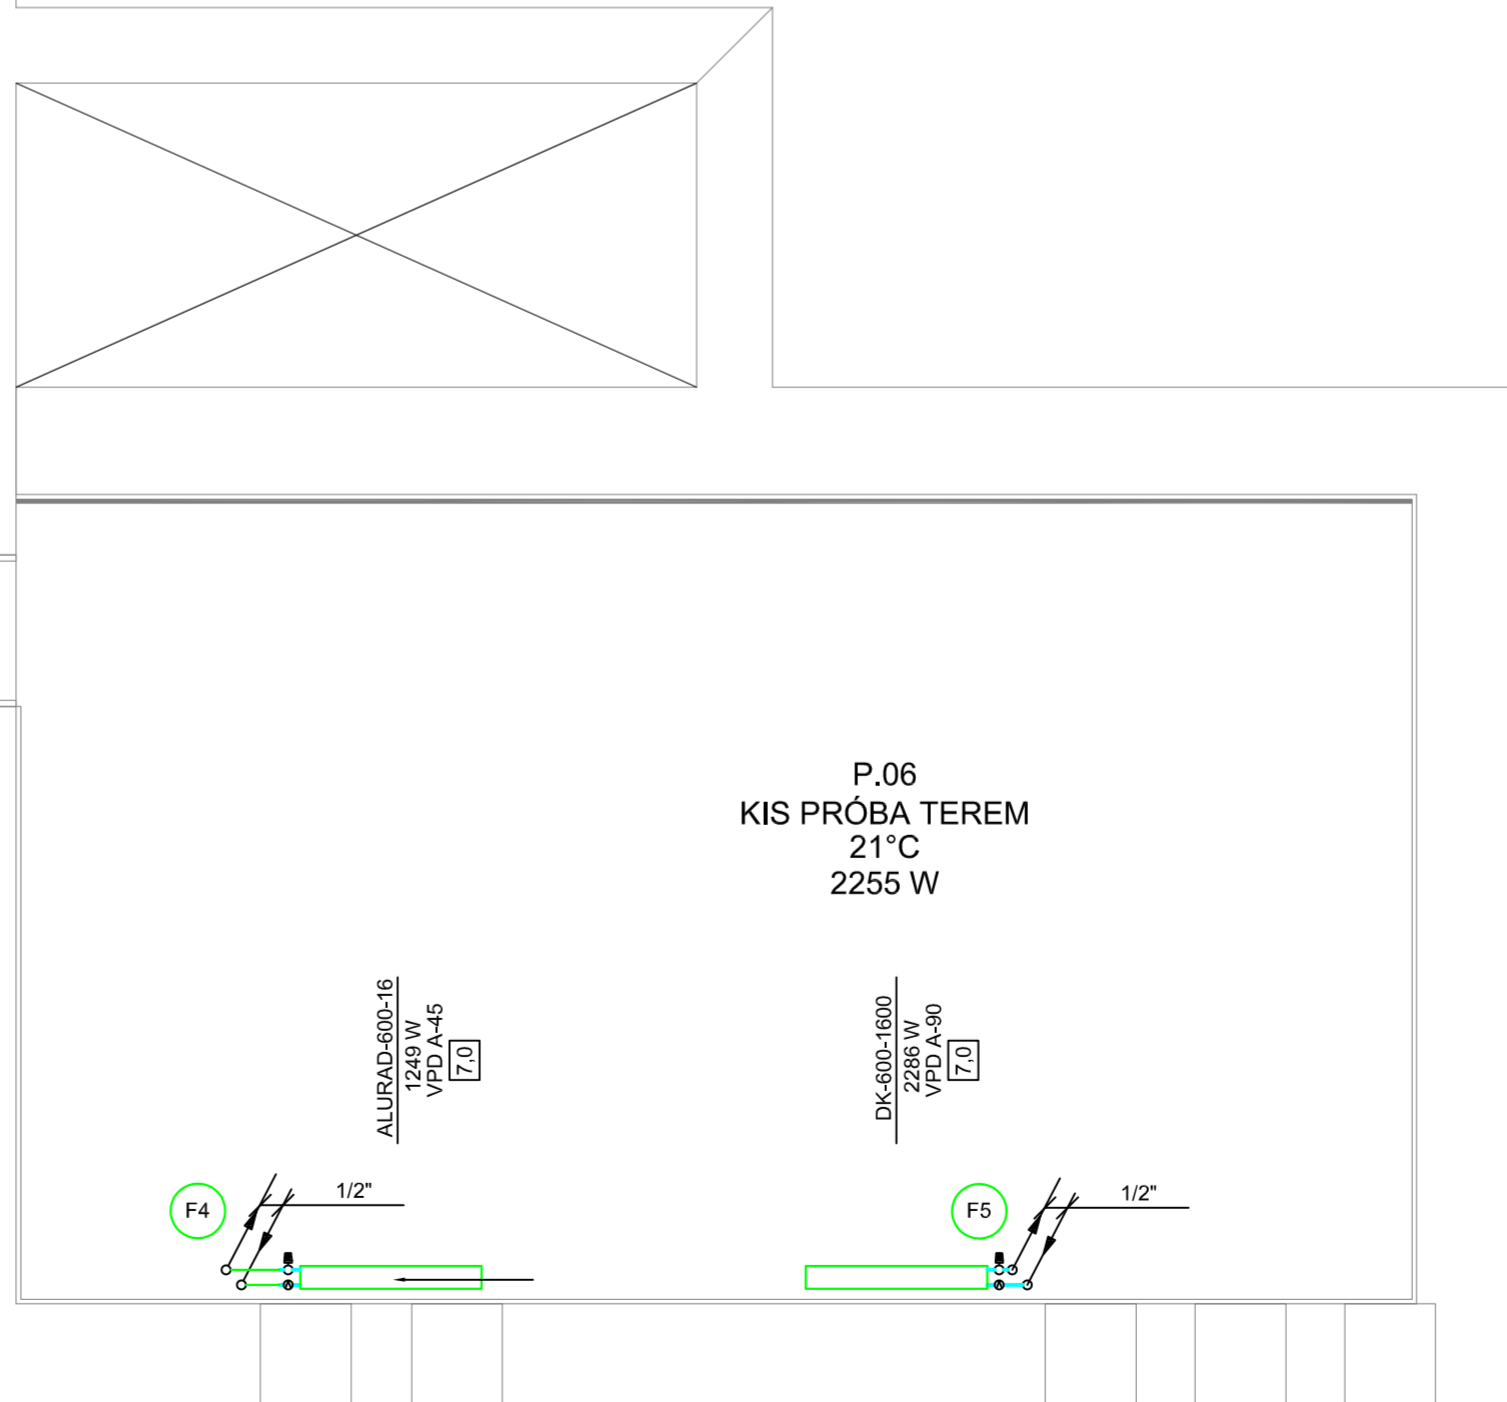 P.06
KIS PRÓBA TEREM
21°C
2255 W
ALURAD-600-16
1249 W
VPD A-45
7,0
DK-600-1600
2286 W
VPD A-90
7,0
F4
1/2"
F5
1/2"